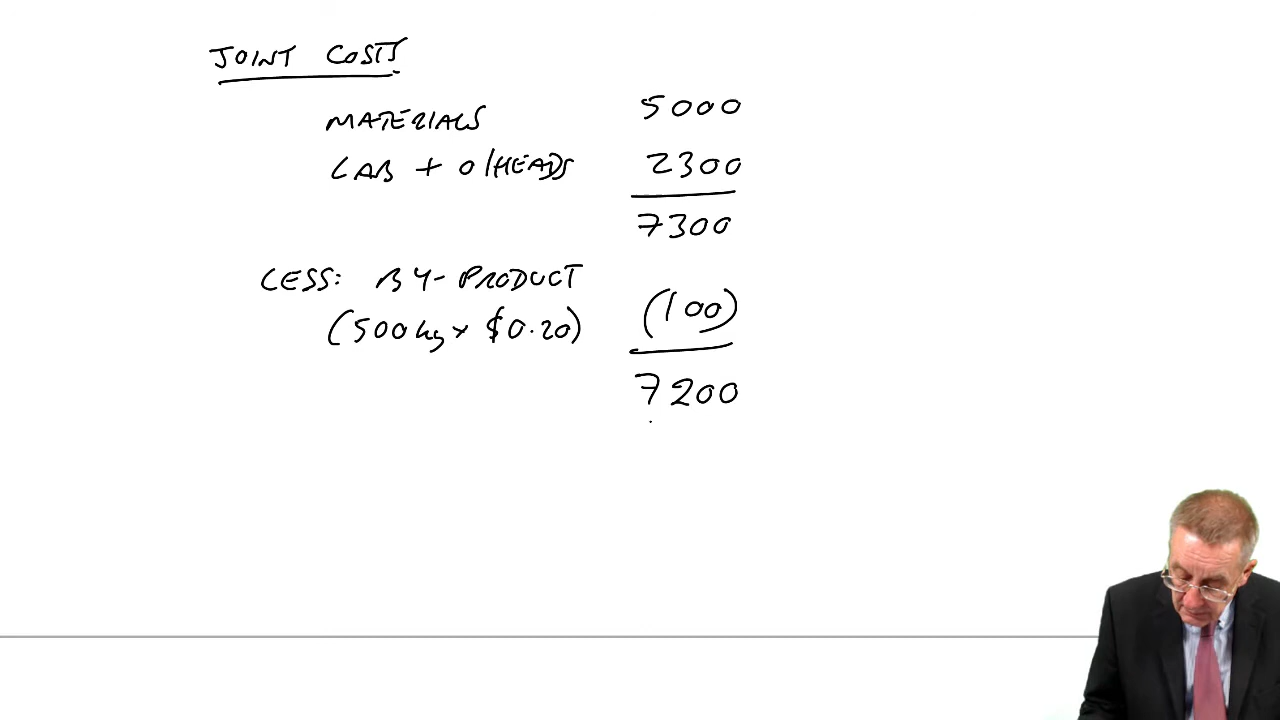 JOINT COSTS
MATERIALS 5000
LAB + O/HEADS 2300
7300
LESS: BY-PRODUCT
(500kg x $0.20) (100)
7200